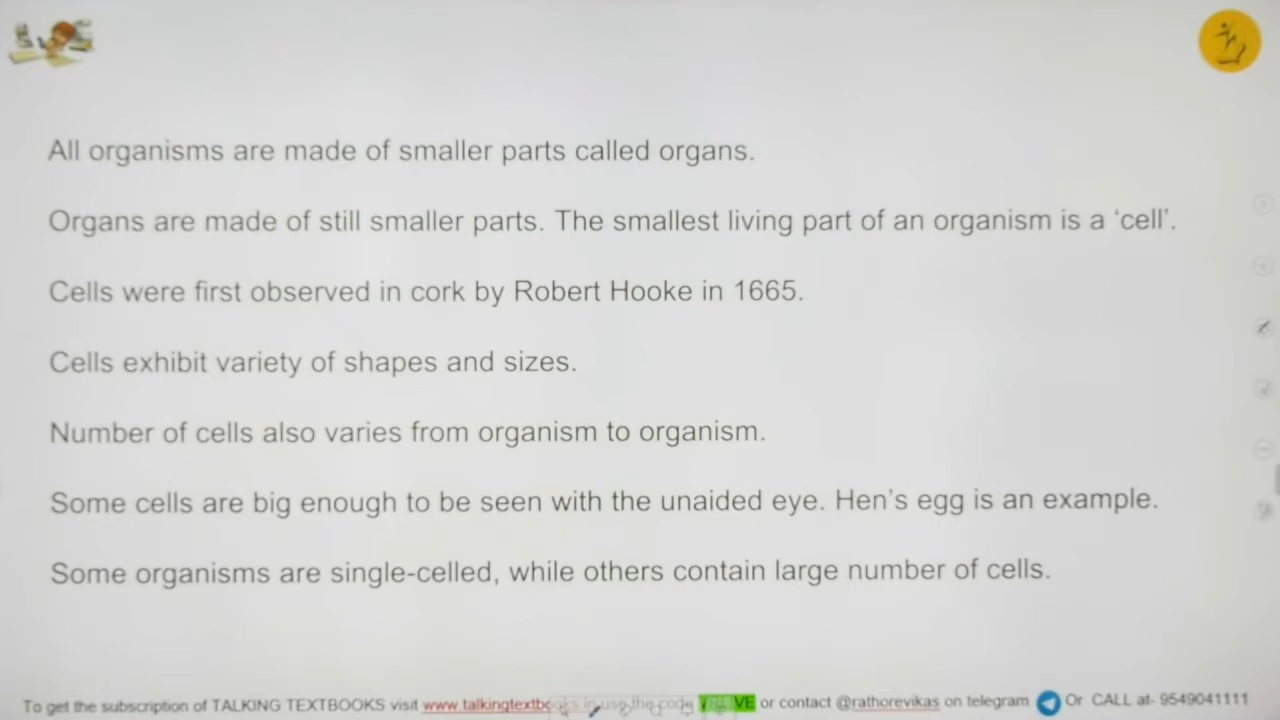 All organisms are made of smaller parts called organs.
Organs are made of still smaller parts. The smallest living part of an organism is a ‘cell’.
Cells were first observed in cork by Robert Hooke in 1665.
Cells exhibit variety of shapes and sizes.
Number of cells also varies from organism to organism.
Some cells are big enough to be seen with the unaided eye. Hen’s egg is an example.
Some organisms are single-celled, while others contain large number of cells.
To get the subscription of TALKING TEXTBOOKS visit www.talkingtextbo in use the code VE or contact @rathorevikas on telegram Or CALL at- 9549041111